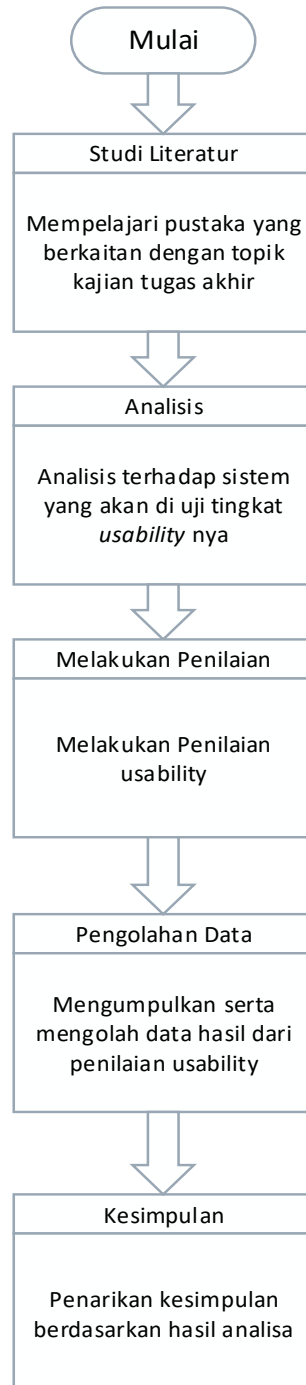 Mulai
Studi Literatur
Mempelajari pustaka yang
berkaitan dengan topik
kajian tugas akhir
Analisis
Analisis terhadap sistem
yang akan di uji tingkat
usability nya
Melakukan Penilaian
Melakukan Penilaian
usability
Pengolahan Data
Mengumpulkan serta
mengolah data hasil dari
penilaian usability
Kesimpulan
Penarikan kesimpulan
berdasarkan hasil analisa